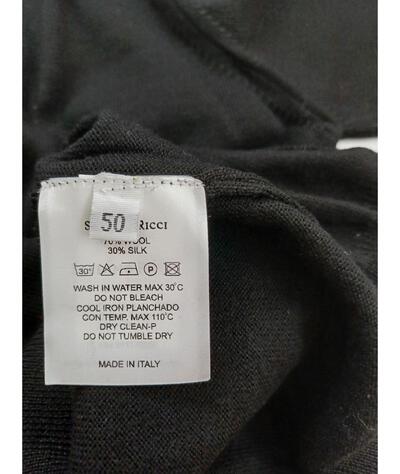 50
RICCI
70% WOOL
30% SILK
30°
P
WASH IN WATER MAX 30°C
DO NOT BLEACH
COOL IRON PLANCHADO
CON TEMP. MAX 110°C
DRY CLEAN-P
DO NOT TUMBLE DRY
MADE IN ITALY